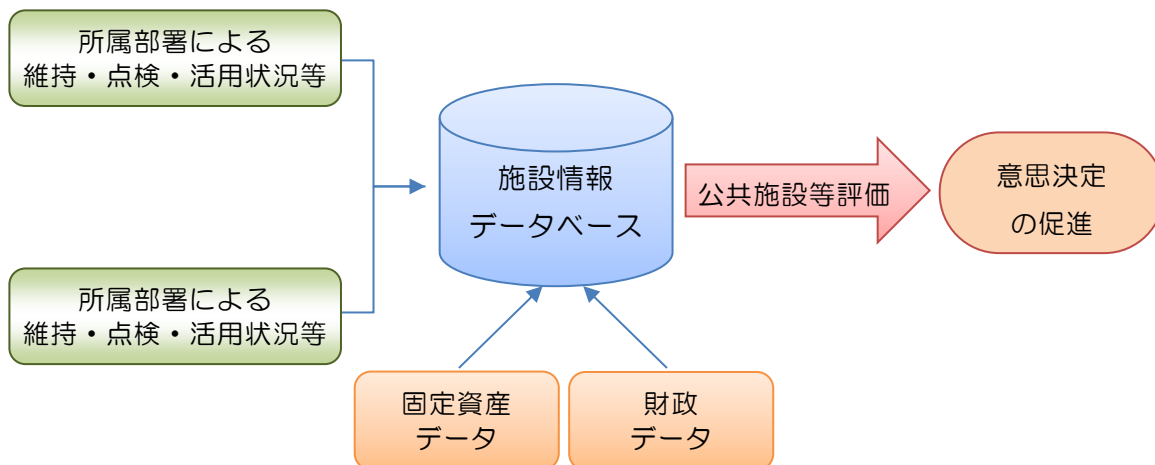 所属部署による
維持・点検・活用状況等
施設情報
データベース
公共施設等評価
意思決定
の促進
所属部署による
維持・点検・活用状況等
固定資産
データ
財政
データ